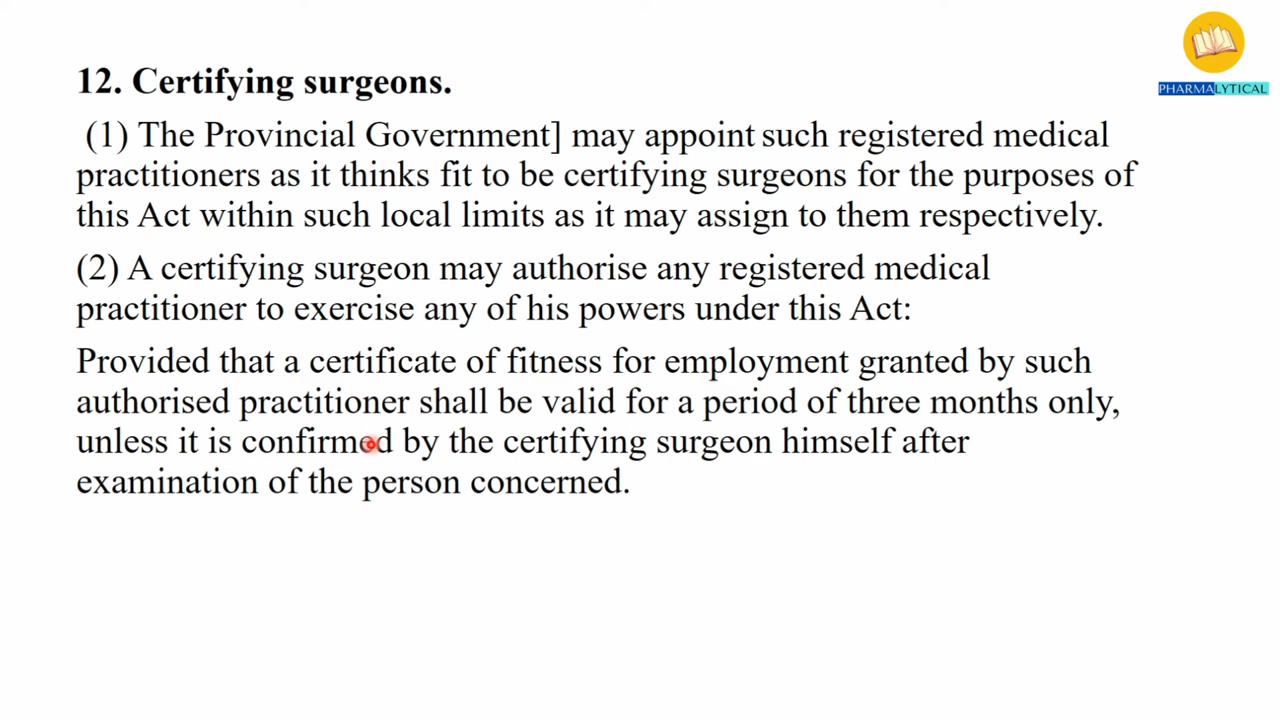 PHARMALYTICAL
12. Certifying surgeons.
(1) The Provincial Government] may appoint such registered medical
practitioners as it thinks fit to be certifying surgeons for the purposes of
this Act within such local limits as it may assign to them respectively.
(2) A certifying surgeon may authorise any registered medical
practitioner to exercise any of his powers under this Act:
Provided that a certificate of fitness for employment granted by such
authorised practitioner shall be valid for a period of three months only,
unless it is confirmed by the certifying surgeon himself after
examination of the person concerned.